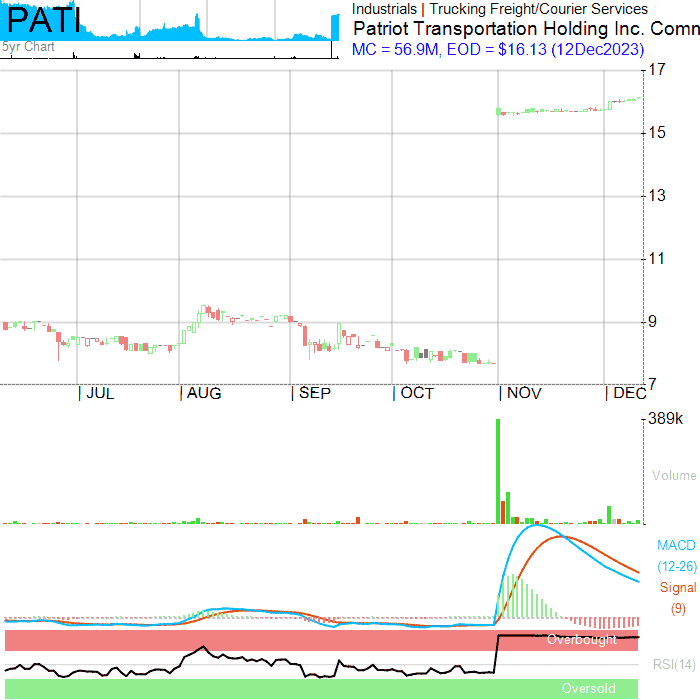 PATI
5yr Chart
Industrials | Trucking Freight/Courier Services
Patriot Transportation Holding Inc. Comn
MC = 56.9M, EOD = $16.13 (12Dec2023)
17
15
13
11
9
7
JUL
AUG
SEP
OCT
NOV
DEC
389k
Volume
MACD
(12-26)
Signal
(9)
Overbought
RSI(14)
Oversold